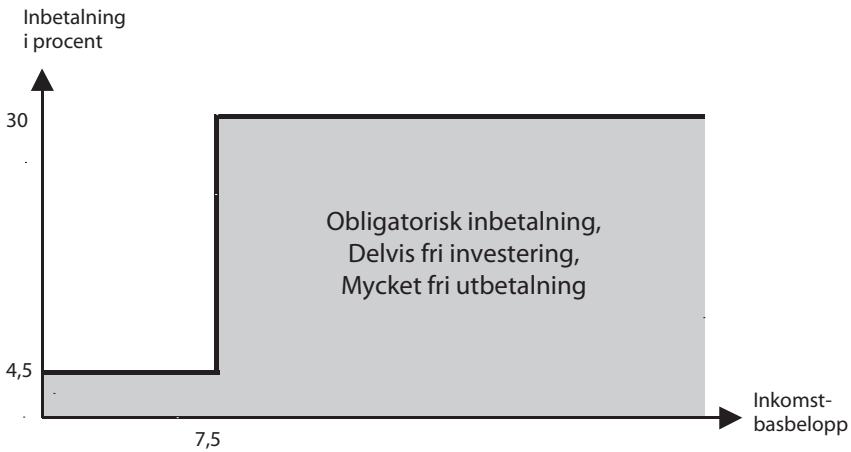 Inbetalning
i procent
30
Obligatorisk inbetalning,
Delvis fri investering,
Mycket fri utbetalning
4,5
Inkomst-
basbelopp
7,5